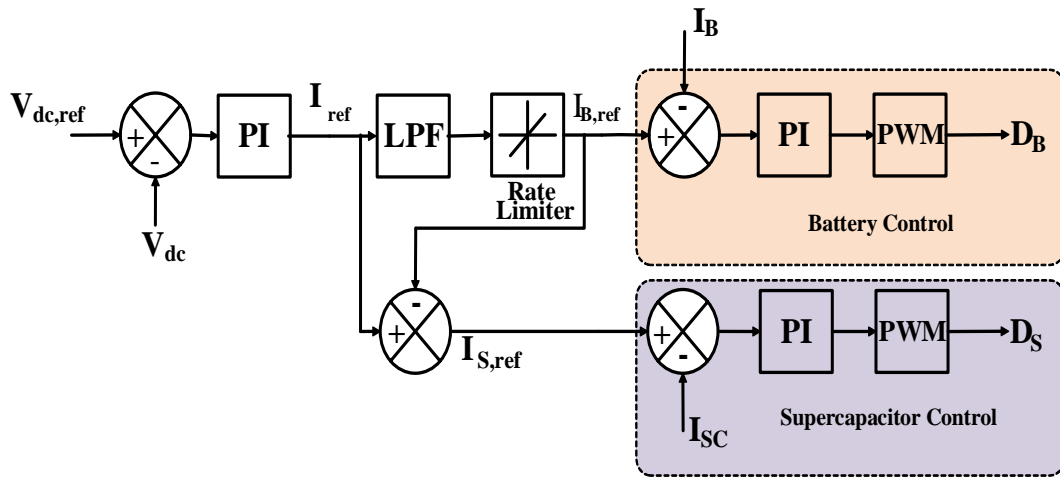 I_B
V_dc,ref
+
-
PI
I_ref
LPF
Rate
Limiter
I_B,ref
-
+
PI
PWM
D_B
Battery Control
V_dc
-
+
I_S,ref
+
-
PI
PWM
D_S
I_SC
Supercapacitor Control